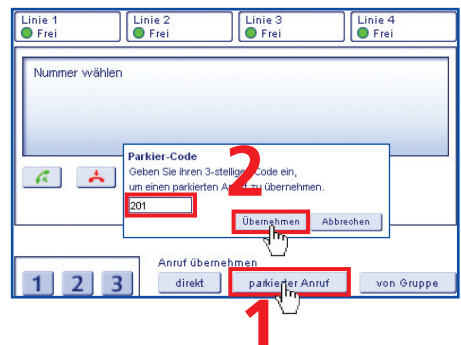 Linie 1
Frei
Linie 2
Frei
Linie 3
Frei
Linie 4
Frei
Nummer wählen
Parkier-Code
Geben Sie ihren 3-stelligen Code ein,
um einen parkierten Anruf zu übernehmen.
201
2
Übernehmen
Abbrechen
Anruf übernehmen
1 2 3
direkt
parkierter Anruf
von Gruppe
1